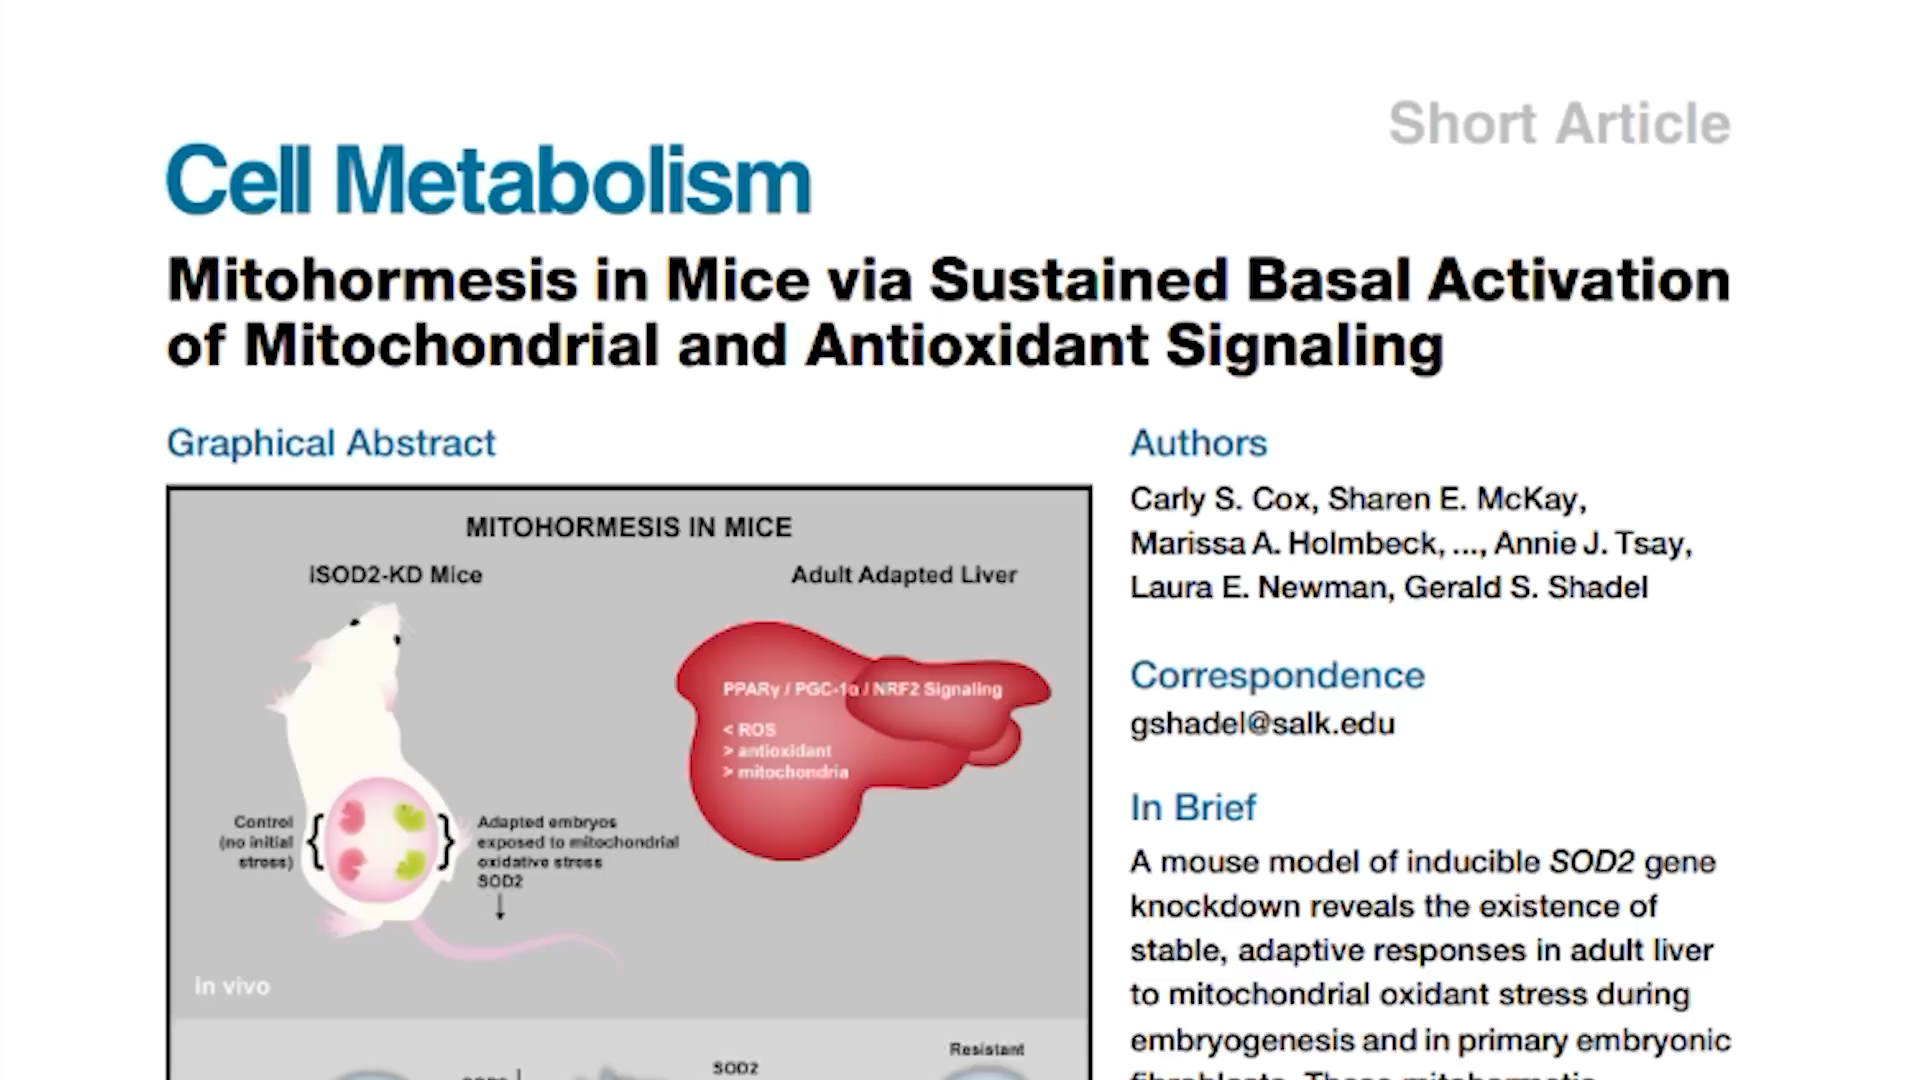 Short Article
Cell Metabolism
Mitohormesis in Mice via Sustained Basal Activation
of Mitochondrial and Antioxidant Signaling
Graphical Abstract
MITOHORMESIS IN MICE
iSOD2-KD Mice
Adult Adapted Liver
PPARγ / PGC-1α / NRF2 Signaling
< ROS
> antioxidant
> mitochondria
Control
(no initial
stress)
Adapted embryos
exposed to mitochondrial
oxidative stress
SOD2
in vivo
SOD2
Resistant
Authors
Carly S. Cox, Sharen E. McKay,
Marissa A. Holmbeck, ..., Annie J. Tsay,
Laura E. Newman, Gerald S. Shadel
Correspondence
gshadel@salk.edu
In Brief
A mouse model of inducible SOD2 gene
knockdown reveals the existence of
stable, adaptive responses in adult liver
to mitochondrial oxidant stress during
embryogenesis and in primary embryonic